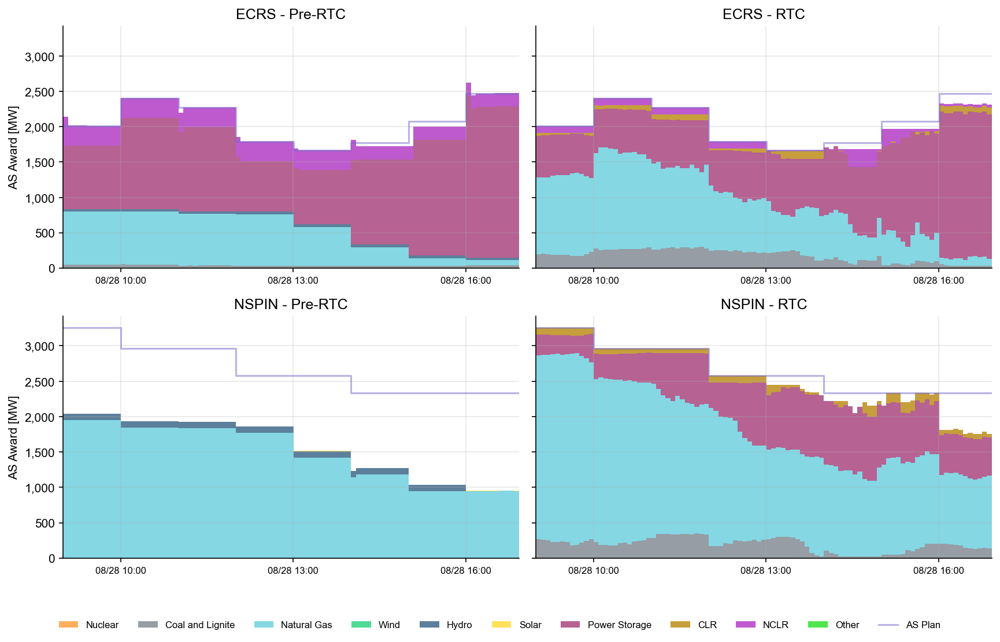 ECRS - Pre-RTC
ECRS - RTC
AS Award [MW]
3,000
2,500
2,000
1,500
1,000
500
0
08/28 10:00
08/28 13:00
08/28 16:00
08/28 10:00
08/28 13:00
08/28 16:00
NSPIN - Pre-RTC
NSPIN - RTC
AS Award [MW]
3,000
2,500
2,000
1,500
1,000
500
0
08/28 10:00
08/28 13:00
08/28 16:00
08/28 10:00
08/28 13:00
08/28 16:00
Nuclear
Coal and Lignite
Natural Gas
Wind
Hydro
Solar
Power Storage
CLR
NCLR
Other
AS Plan